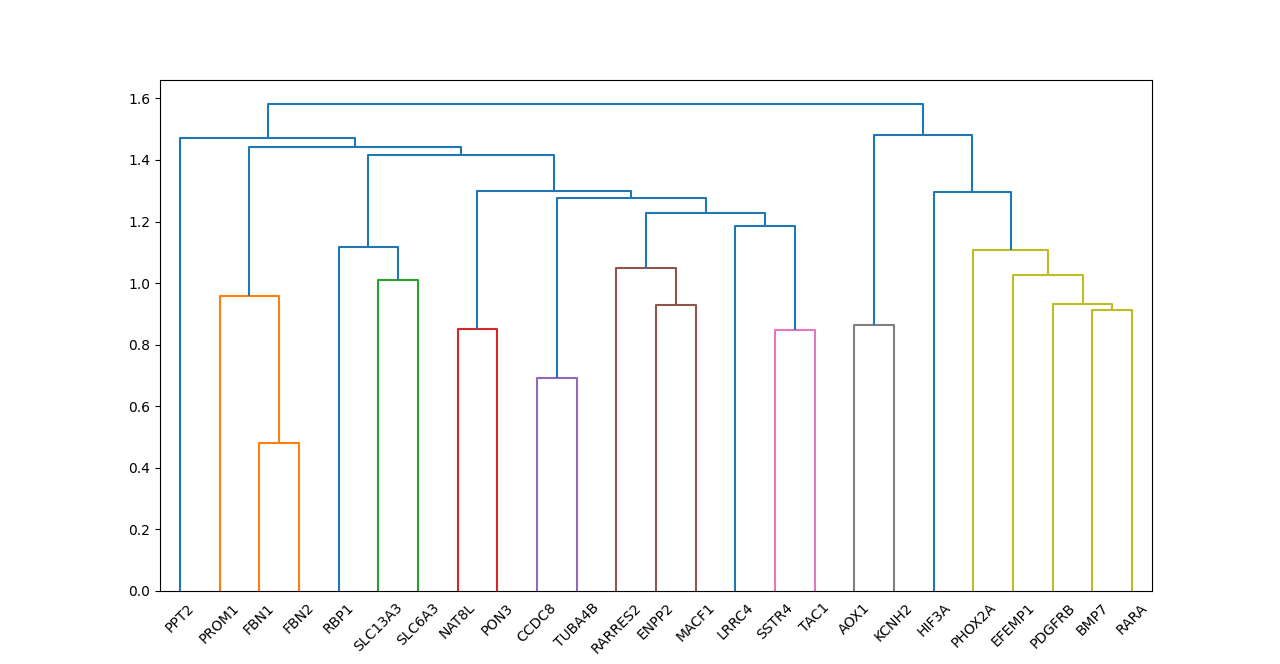 1.6
1.4
1.2
1.0
0.8
0.6
0.4
0.2
0.0
PPT2
PROM1
FBN1
FBN2
RBP1
SLC13A3
SLC6A3
NAT8L
PON3
CCDC8
TUBA4B
RARRES2
ENPP2
MACF1
LRRC4
SSTR4
TAC1
AOX1
KCNH2
HIF3A
PHOX2A
EFEMP1
PDGFRB
BMP7
RARA